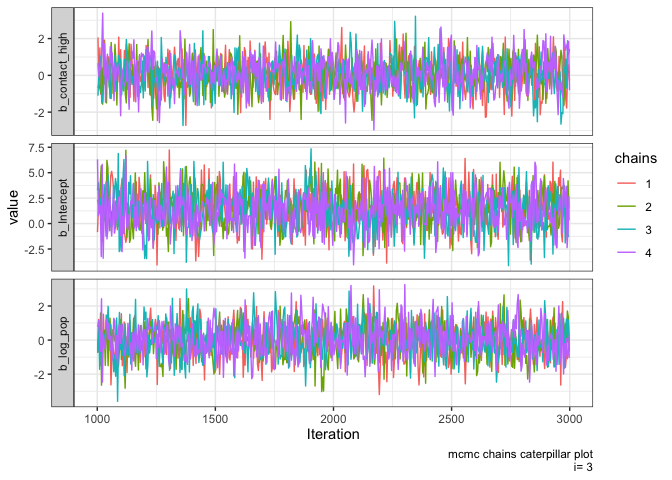 b_contact_high
2
0
-2
b_Intercept
7.5
5.0
2.5
0.0
-2.5
b_log_pop
2
0
-2
value
1000
1500
2000
2500
3000
Iteration
chains
1
2
3
4
mcmc chains caterpillar plot
i= 3